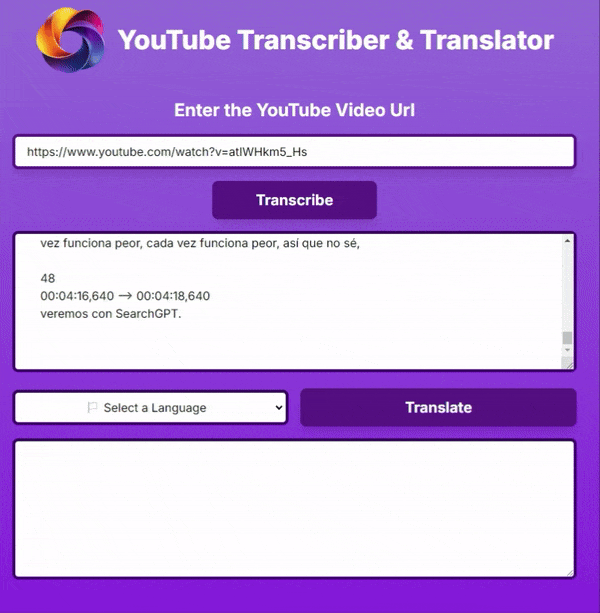 YouTube Transcriber & Translator
Enter the YouTube Video Url
https://www.youtube.com/watch?v=atIWHkm5_Hs
Transcribe
vez funciona peor, cada vez funciona peor, así que no sé,
48
00:04:16,640 --> 00:04:18,640
veremos con SearchGPT.
Select a Language
Translate